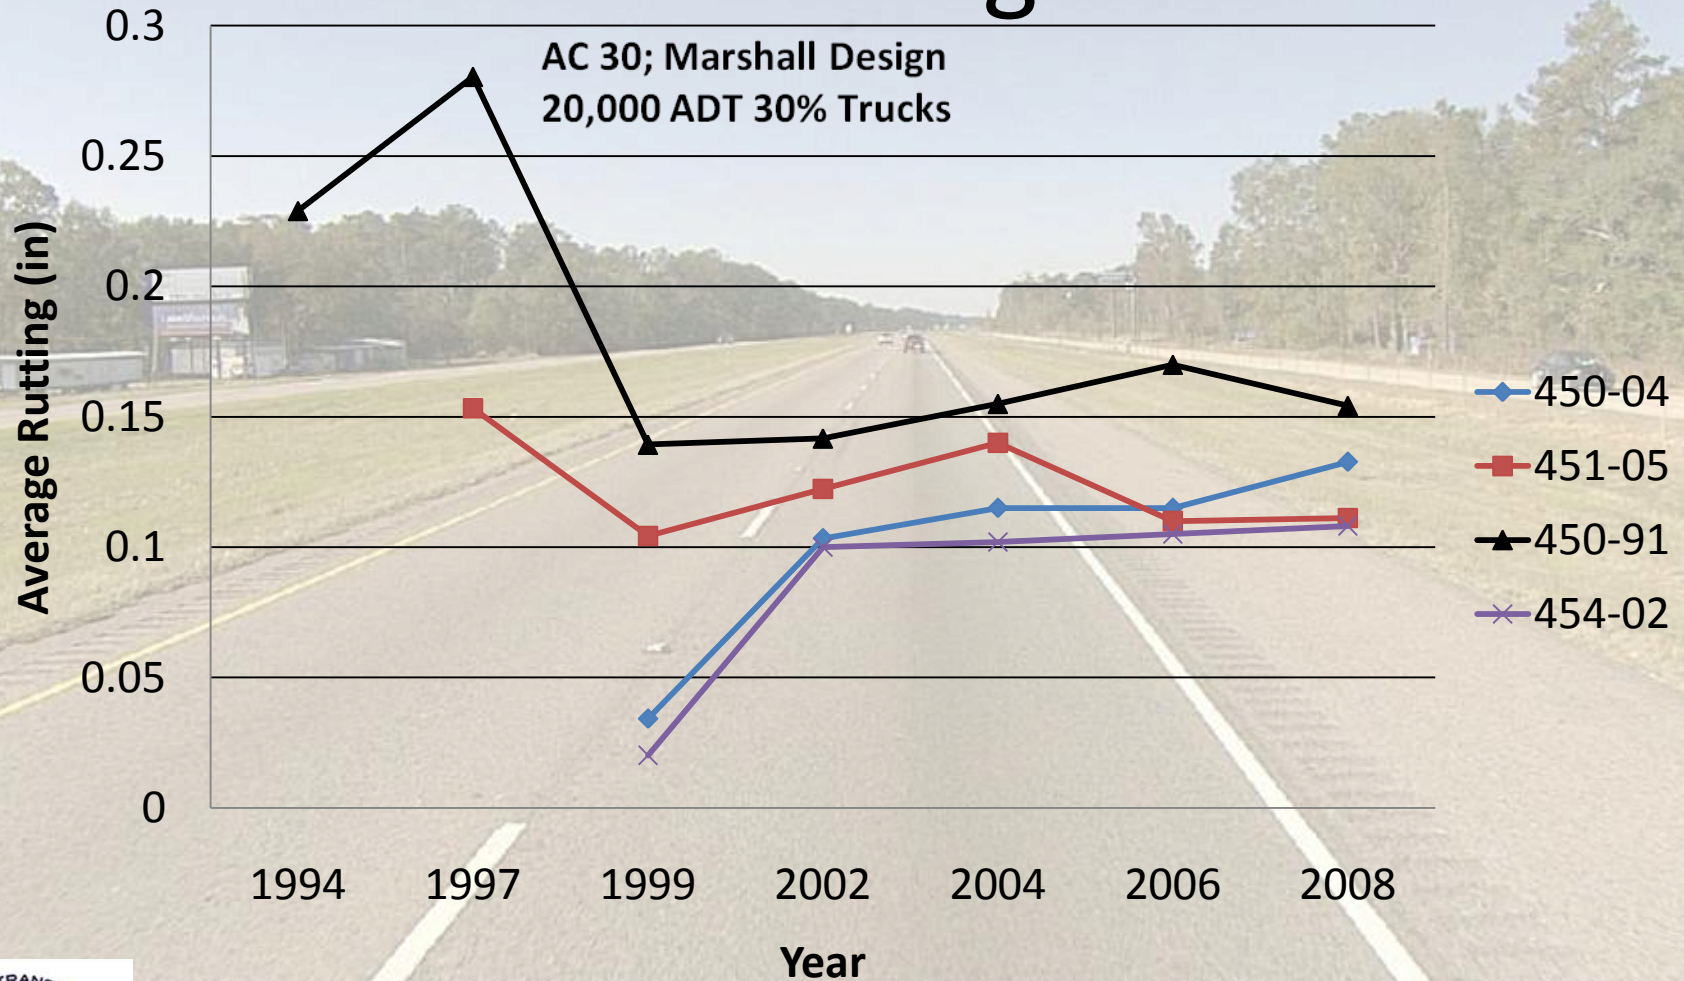 AC 30; Marshall Design
20,000 ADT 30% Trucks
0.3
0.25
0.2
0.15
0.1
0.05
0
Average Rutting (in)
1994 1997 1999 2002 2004 2006 2008
Year
450-04
451-05
450-91
454-02